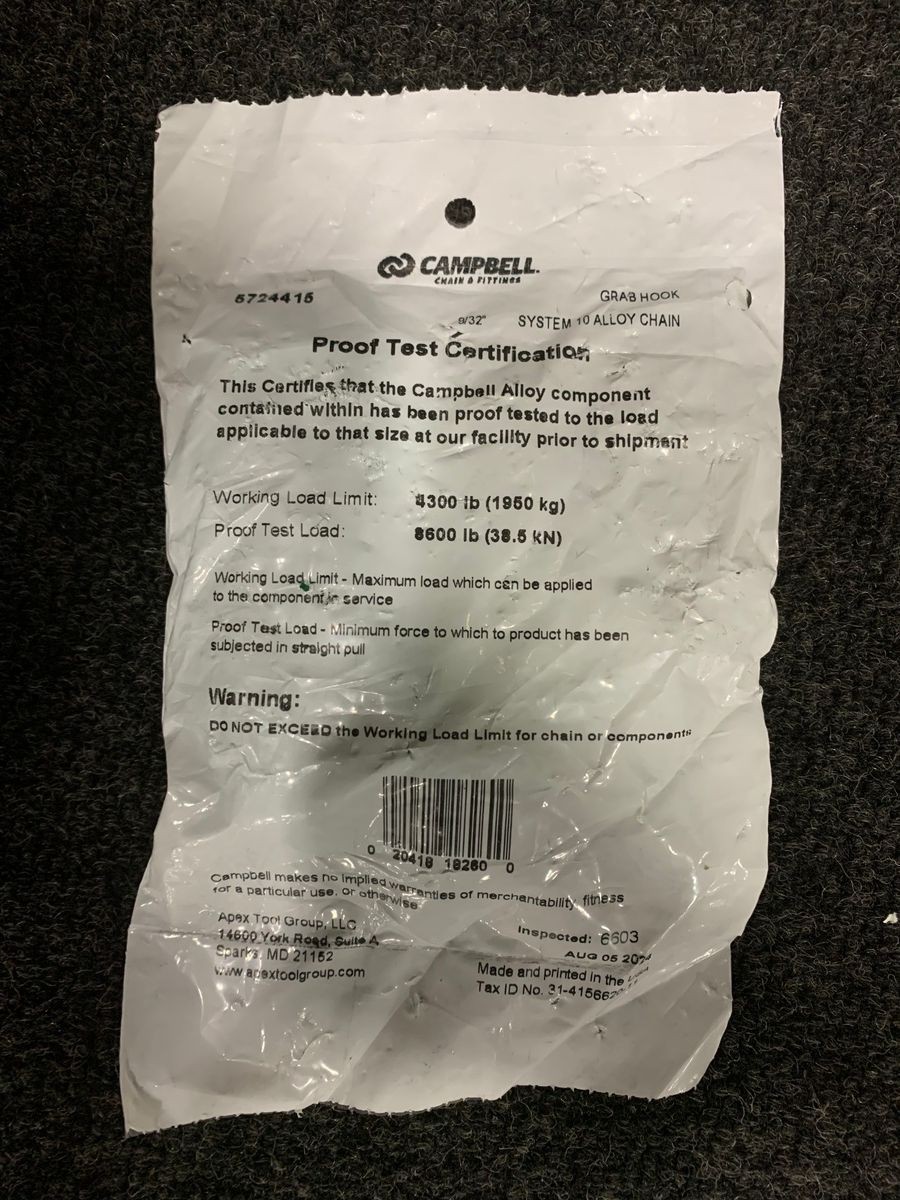 CAMPBELL.
CHAIN & FITTINGS
5724415 GRAB HOOK
9/32" SYSTEM 10 ALLOY CHAIN
Proof Test Certification
This Certifies that the Campbell Alloy component
contained within has been proof tested to the load
applicable to that size at our facility prior to shipment
Working Load Limit: 4300 lb (1950 kg)
Proof Test Load: 8600 lb (38.5 kN)
Working Load Limit - Maximum load which can be applied
to the component in service
Proof Test Load - Minimum force to which to product has been
subjected in straight pull
Warning:
DO NOT EXCEED the Working Load Limit for chain or components
0 20418 18260 0
Campbell makes no implied warranties of merchantability, fitness
for a particular use, or otherwise
Apex Tool Group, LLC
14600 York Road, Suite A
Sparks, MD 21152
www.apextoolgroup.com
Inspected: 6603
AUG 05
Made and printed in the USA
Tax ID No.